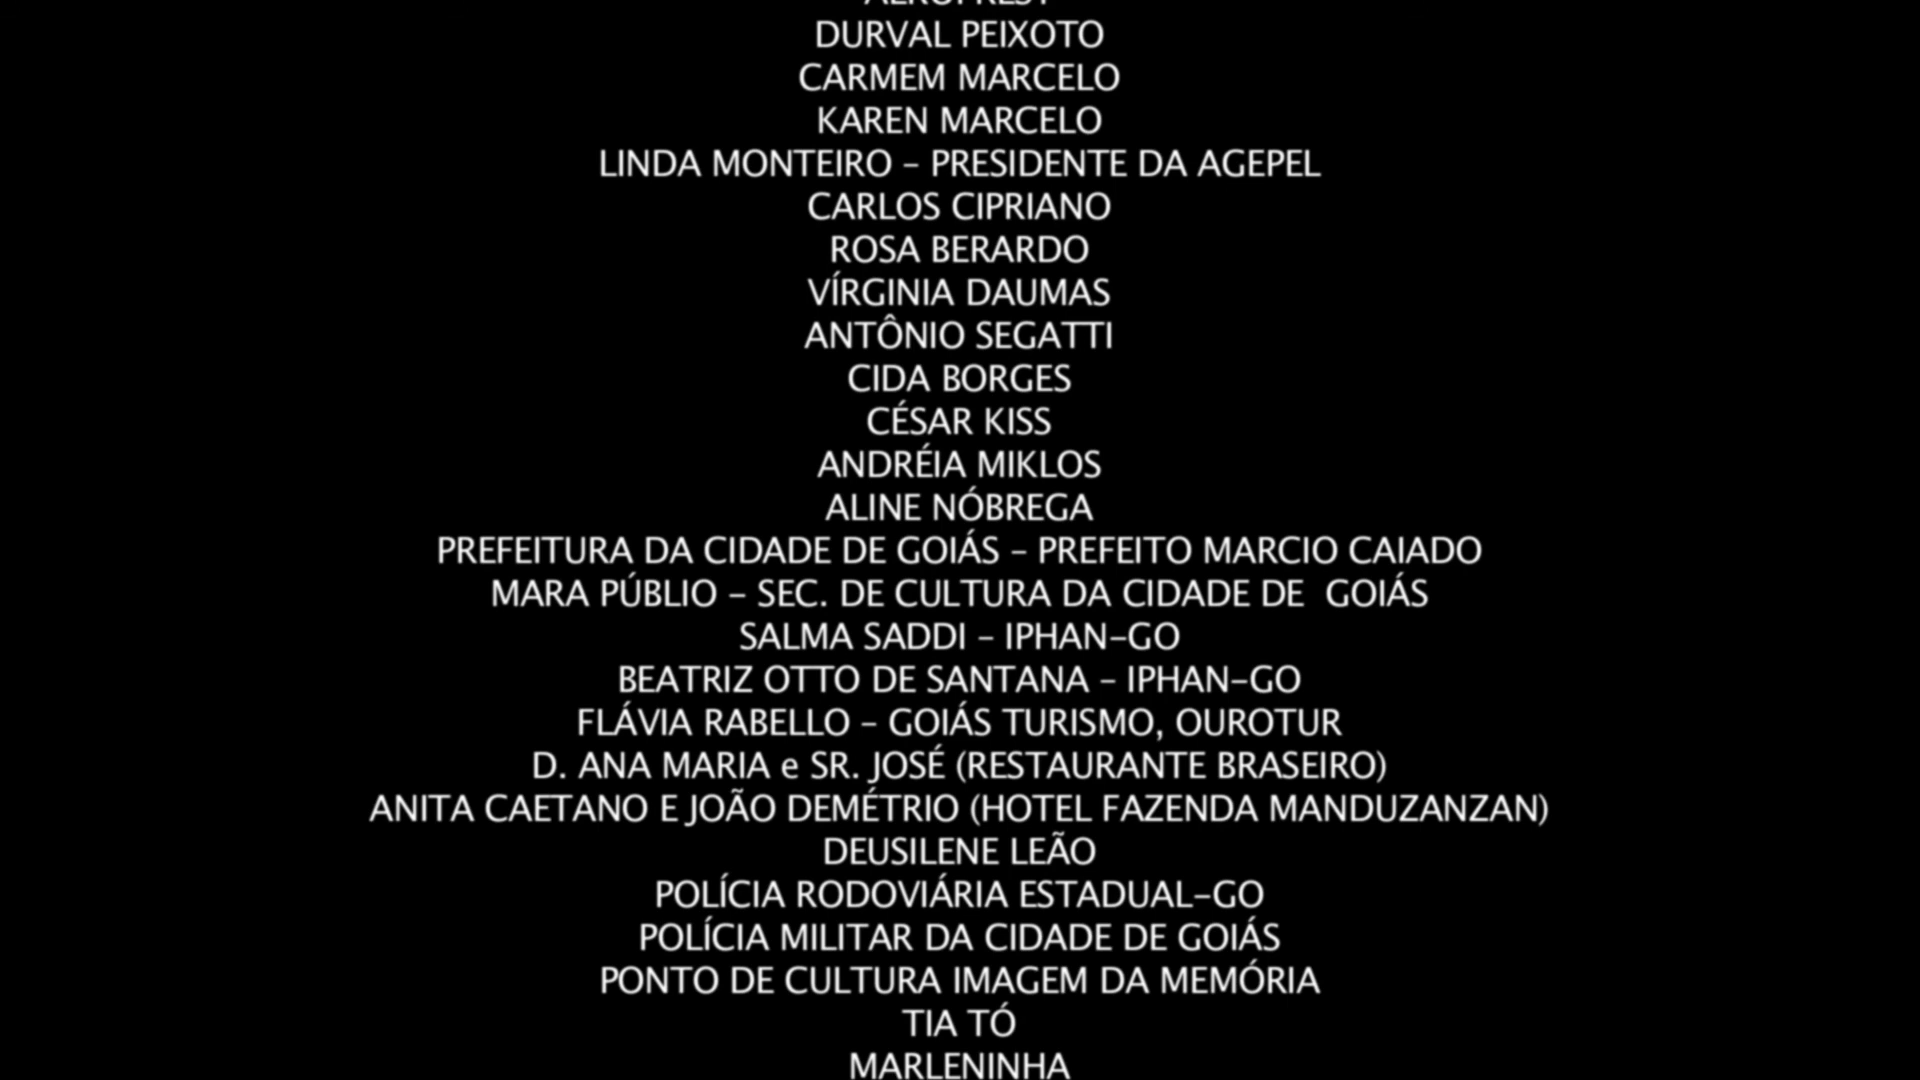 DURVAL PEIXOTO
CARMEM MARCELO
KAREN MARCELO
LINDA MONTEIRO – PRESIDENTE DA AGEPEL
CARLOS CIPRIANO
ROSA BERARDO
VÍRGINIA DAUMAS
ANTÔNIO SEGATTI
CIDA BORGES
CÉSAR KISS
ANDRÉIA MIKLOS
ALINE NÓBREGA
PREFEITURA DA CIDADE DE GOIÁS – PREFEITO MARCIO CAIADO
MARA PÚBLIO – SEC. DE CULTURA DA CIDADE DE  GOIÁS
SALMA SADDI – IPHAN–GO
BEATRIZ OTTO DE SANTANA – IPHAN–GO
FLÁVIA RABELLO – GOIÁS TURISMO, OUROTUR
D. ANA MARIA e SR. JOSÉ (RESTAURANTE BRASEIRO)
ANITA CAETANO E JOÃO DEMÉTRIO (HOTEL FAZENDA MANDUZANZAN)
DEUSILENE LEÃO
POLÍCIA RODOVIÁRIA ESTADUAL–GO
POLÍCIA MILITAR DA CIDADE DE GOIÁS
PONTO DE CULTURA IMAGEM DA MEMÓRIA
TIA TÓ
MARLENINHA